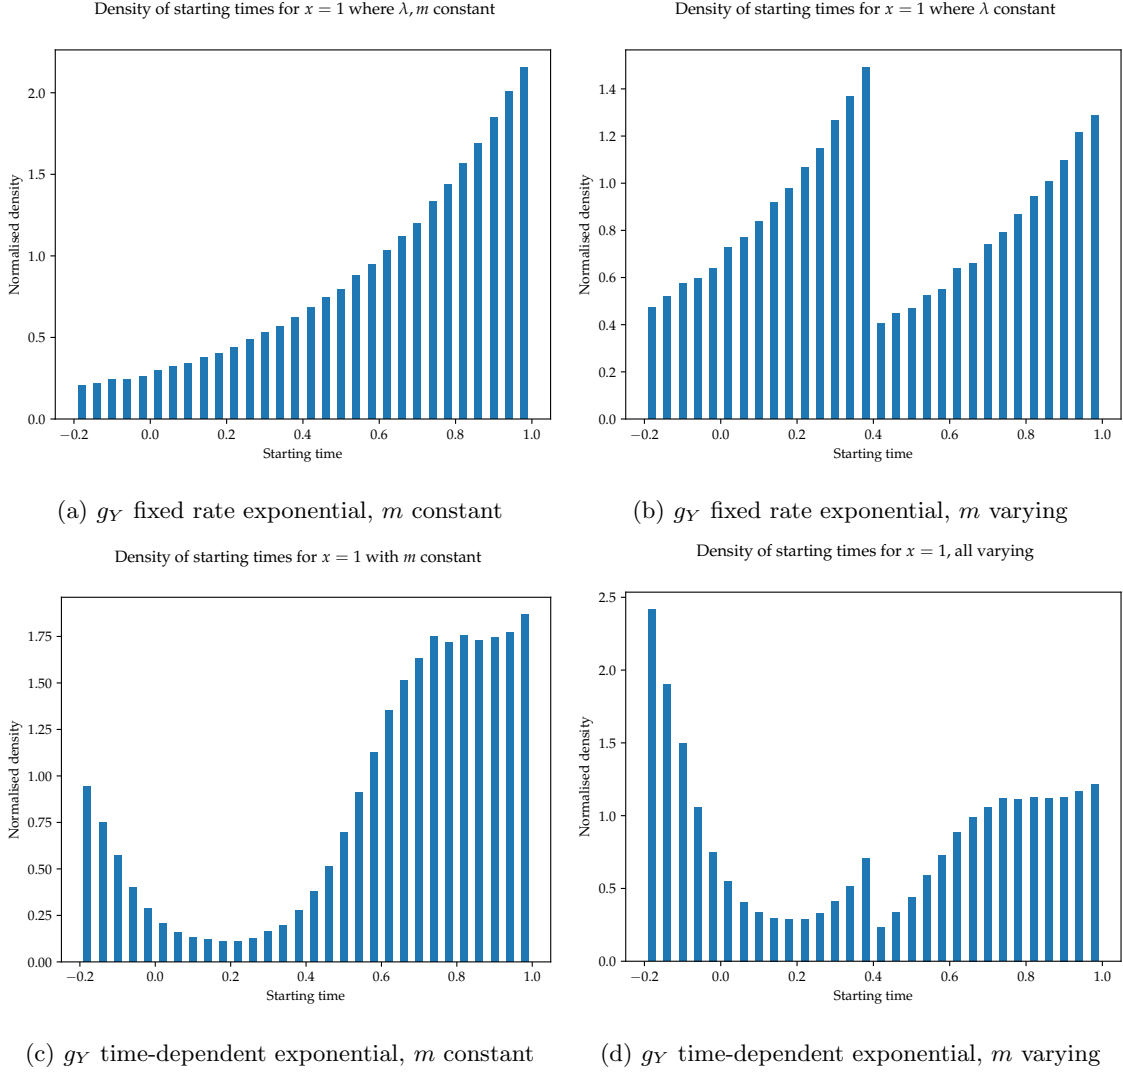 Density of starting times for x = 1 where λ, m constant
Normalised density
2.0
1.5
1.0
0.5
0.0
−0.2 0.0 0.2 0.4 0.6 0.8 1.0
Starting time
(a) gY fixed rate exponential, m constant
Density of starting times for x = 1 where λ constant
Normalised density
1.4
1.2
1.0
0.8
0.6
0.4
0.2
0.0
−0.2 0.0 0.2 0.4 0.6 0.8 1.0
Starting time
(b) gY fixed rate exponential, m varying
Density of starting times for x = 1 with m constant
Normalised density
1.75
1.50
1.25
1.00
0.75
0.50
0.25
0.00
−0.2 0.0 0.2 0.4 0.6 0.8 1.0
Starting time
(c) gY time-dependent exponential, m constant
Density of starting times for x = 1, all varying
Normalised density
2.5
2.0
1.5
1.0
0.5
0.0
−0.2 0.0 0.2 0.4 0.6 0.8 1.0
Starting time
(d) gY time-dependent exponential, m varying